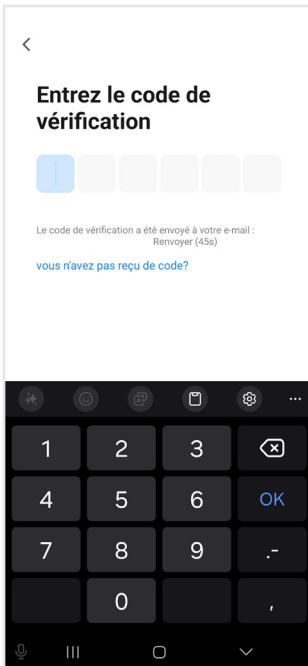 Entrez le code de
vérification
Le code de vérification a été envoyé à votre e-mail :
Renvoyer (45s)
vous n'avez pas reçu de code?
1 2 3
4 5 6 OK
7 8 9 .-
0 ,